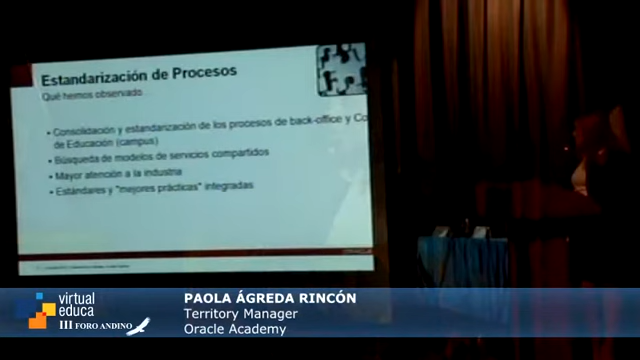 Estandarización de Procesos
Qué hemos observado...
• Consolidación y estandarización de los procesos de back-office y Co
de Educación (campus)
• Búsqueda de modelos de servicios compartidos
• Mayor atención a la industria
• Estándares y "mejores prácticas" integradas
virtual
educa
III FORO ANDINO
PAOLA ÁGREDA RINCÓN
Territory Manager
Oracle Academy